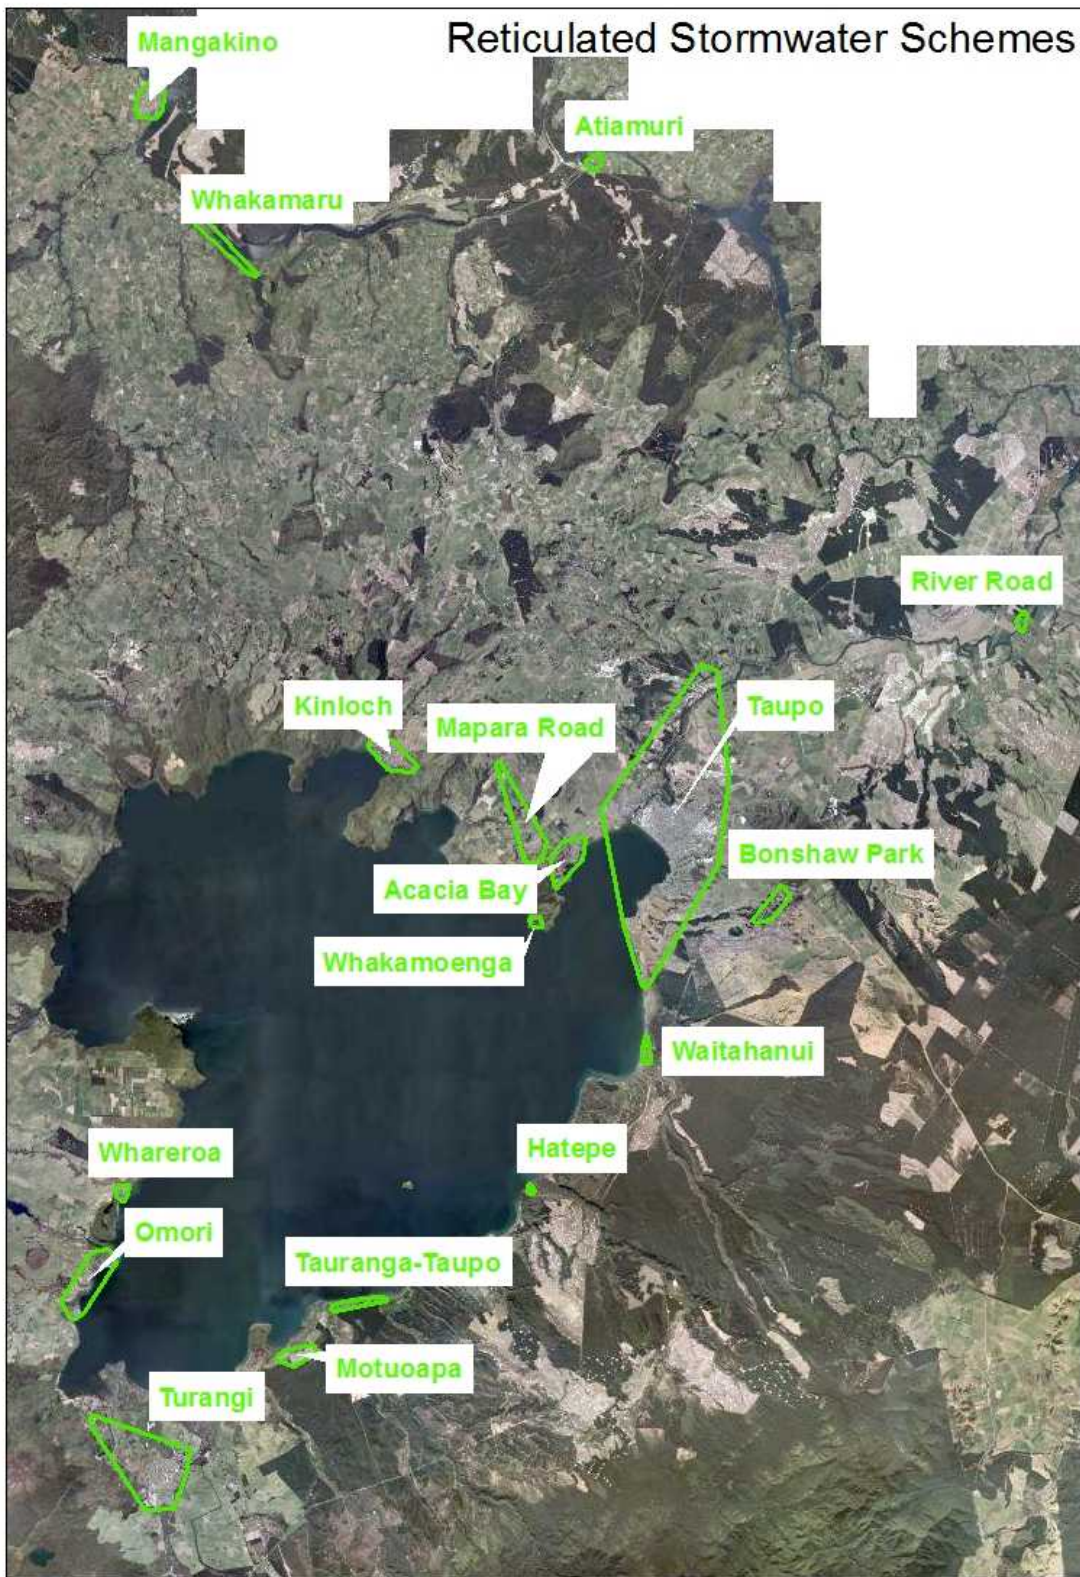 Reticulated Stormwater Schemes
Mangakino
Atiamuri
Whakamaru
River Road
Kinloch
Mapara Road
Taupo
Bonshaw Park
Acacia Bay
Whakamoenga
Waitahanui
Whareroa
Hatepe
Omori
Tauranga-Taupo
Motuoapa
Turangi